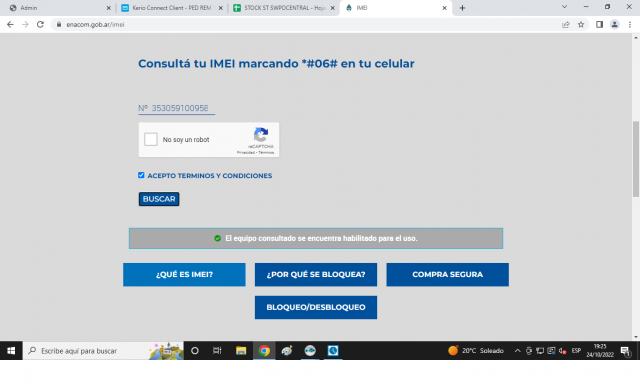 Admin
Kerio Connect Client - PED REM
STOCK ST SWPOCENTRAL - Hoja
IMEI
enacom.gob.ar/imei
Consultá tu IMEI marcando *#06# en tu celular
Nº 353059100958
No soy un robot
reCAPTCHA
Privacidad - Términos
ACEPTO TERMINOS Y CONDICIONES
BUSCAR
El equipo consultado se encuentra habilitado para el uso.
¿QUÉ ES IMEI?
¿POR QUÉ SE BLOQUEA?
COMPRA SEGURA
BLOQUEO/DESBLOQUEO
Escribe aquí para buscar
20°C Soleado
ESP
19:25
24/10/2022